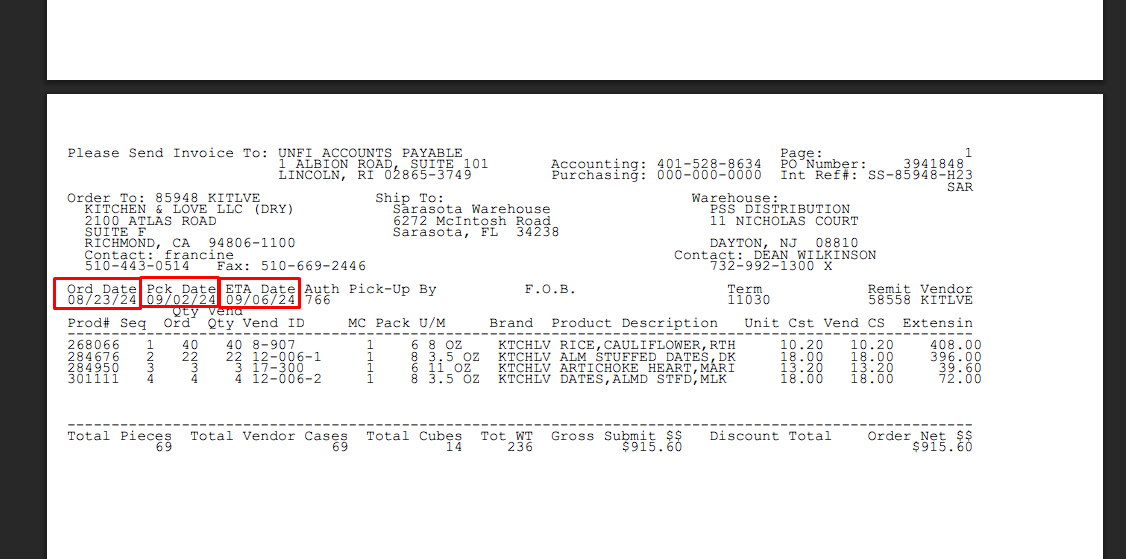 Please Send Invoice To: UNFI ACCOUNTS PAYABLE Page: 1
1 ALBION ROAD, SUITE 101 Accounting: 401-528-8634 PO Number: 3941848
LINCOLN, RI 02865-3749 Purchasing: 000-000-0000 Int Ref#: SS-85948-H23
SAR
Order To: 85948 KITLVE Ship To: Warehouse:
KITCHEN & LOVE LLC (DRY) Sarasota Warehouse PSS DISTRIBUTION
2100 ATLAS ROAD 6272 McIntosh Road 11 NICHOLAS COURT
SUITE F Sarasota, FL 34238
RICHMOND, CA 94806-1100 DAYTON, NJ 08810
Contact: francine Contact: DEAN WILKINSON
510-443-0514 Fax: 510-669-2446 732-992-1300 X
Ord Date Pck Date ETA Date Auth Pick-Up By F.O.B. Term Remit Vendor
08/23/24 09/02/24 09/06/24 766 11030 58558 KITLVE
Qty Vend
Prod# Seq Ord Qty Vend ID MC Pack U/M Brand Product Description Unit Cst Vend CS Extensin
268066 1 40 40 8-907 1 6 8 OZ KTCHLV RICE,CAULIFLOWER,RTH 10.20 10.20 408.00
284676 2 22 22 12-006-1 1 8 3.5 OZ KTCHLV ALM STUFFED DATES,DK 18.00 18.00 396.00
284950 3 3 3 17-300 1 6 11 OZ KTCHLV ARTICHOKE HEART,MARI 13.20 13.20 39.60
301111 4 4 4 12-006-2 1 8 3.5 OZ KTCHLV DATES,ALMD STFD,MLK 18.00 18.00 72.00
Total Pieces Total Vendor Cases Total Cubes Tot WT Gross Submit $$ Discount Total Order Net $$
69 69 14 236 $915.60 $915.60